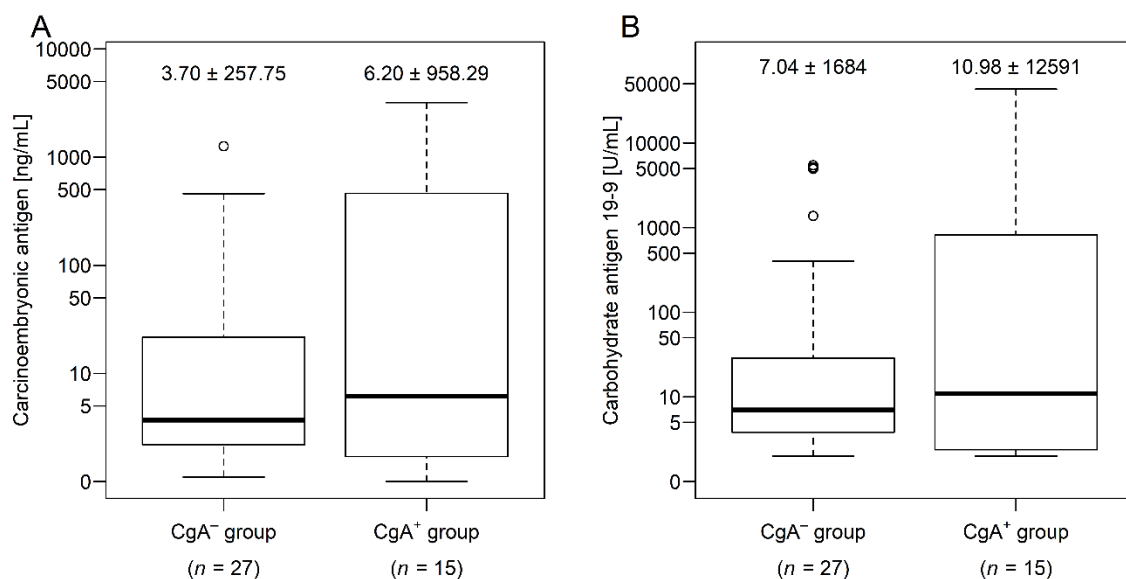 A
Carcinoembryonic antigen [ng/mL]
10000
5000
1000
500
100
50
10
5
0
3.70 ± 257.75
6.20 ± 958.29
CgA⁻ group
CgA⁺ group
(n = 27)
(n = 15)
B
Carbohydrate antigen 19-9 [U/mL]
50000
10000
5000
1000
500
100
50
10
5
0
7.04 ± 1684
10.98 ± 12591
CgA⁻ group
CgA⁺ group
(n = 27)
(n = 15)